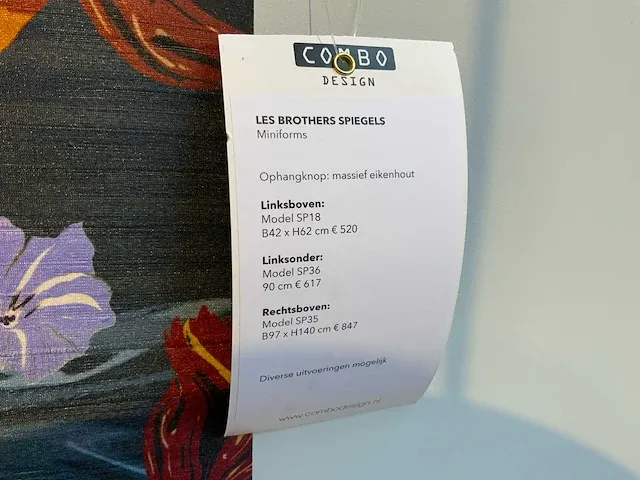 COMBO
DESIGN
LES BROTHERS SPIEGELS
Miniforms
Ophangknop: massief eikenhout
Linksboven:
Model SP18
B42 x H62 cm € 520
Linksonder:
Model SP36
90 cm € 617
Rechtsboven:
Model SP35
B97 x H140 cm € 847
Diverse uitvoeringen mogelijk
www.combodesign.nl